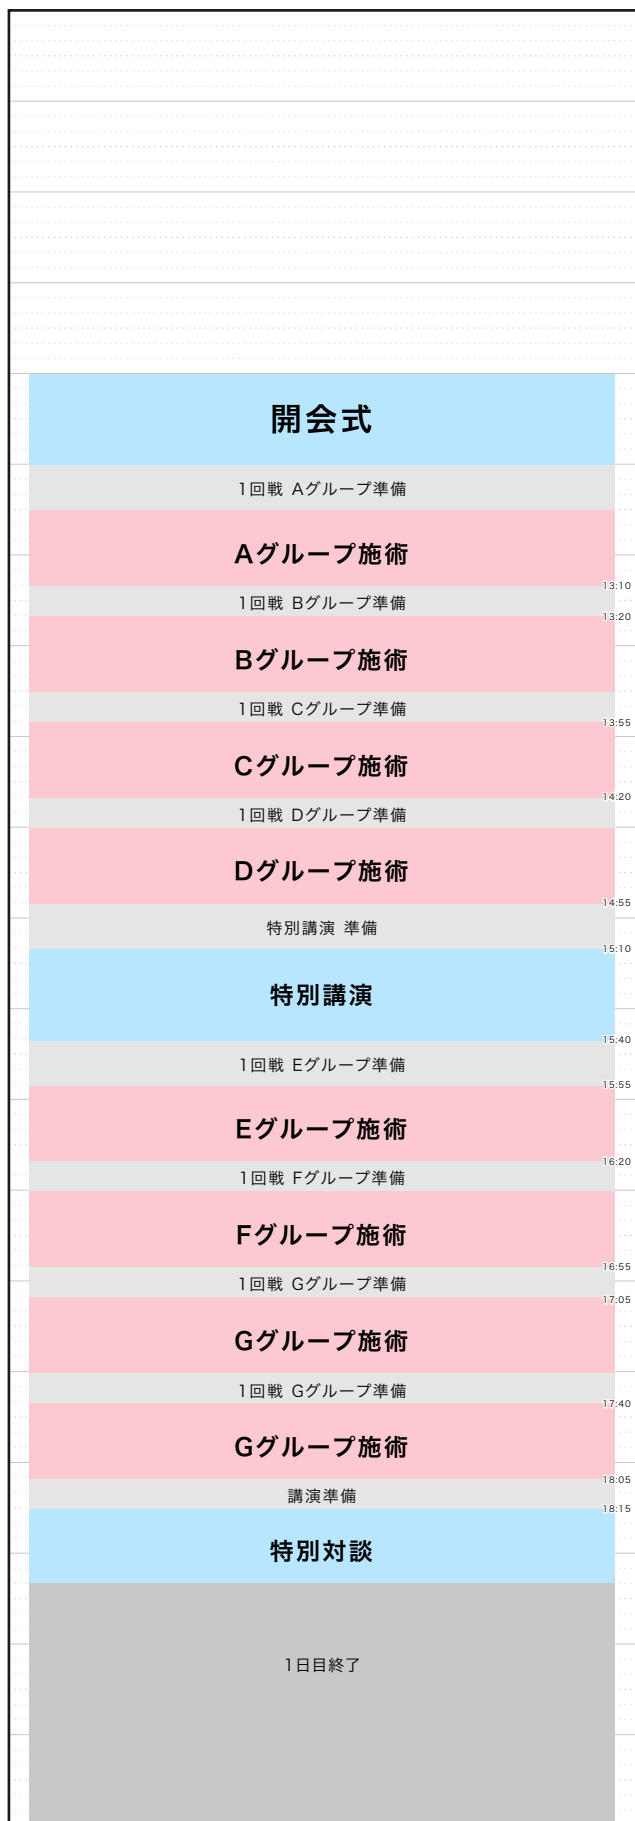 開会式
1回戦 Aグループ準備
Aグループ施術
13:10
1回戦 Bグループ準備
13:20
Bグループ施術
1回戦 Cグループ準備
13:55
Cグループ施術
14:20
1回戦 Dグループ準備
Dグループ施術
14:55
特別講演 準備
15:10
特別講演
15:40
1回戦 Eグループ準備
15:55
Eグループ施術
16:20
1回戦 Fグループ準備
Fグループ施術
16:55
1回戦 Gグループ準備
17:05
Gグループ施術
1回戦 Gグループ準備
17:40
Gグループ施術
18:05
講演準備
18:15
特別対談
1日目終了